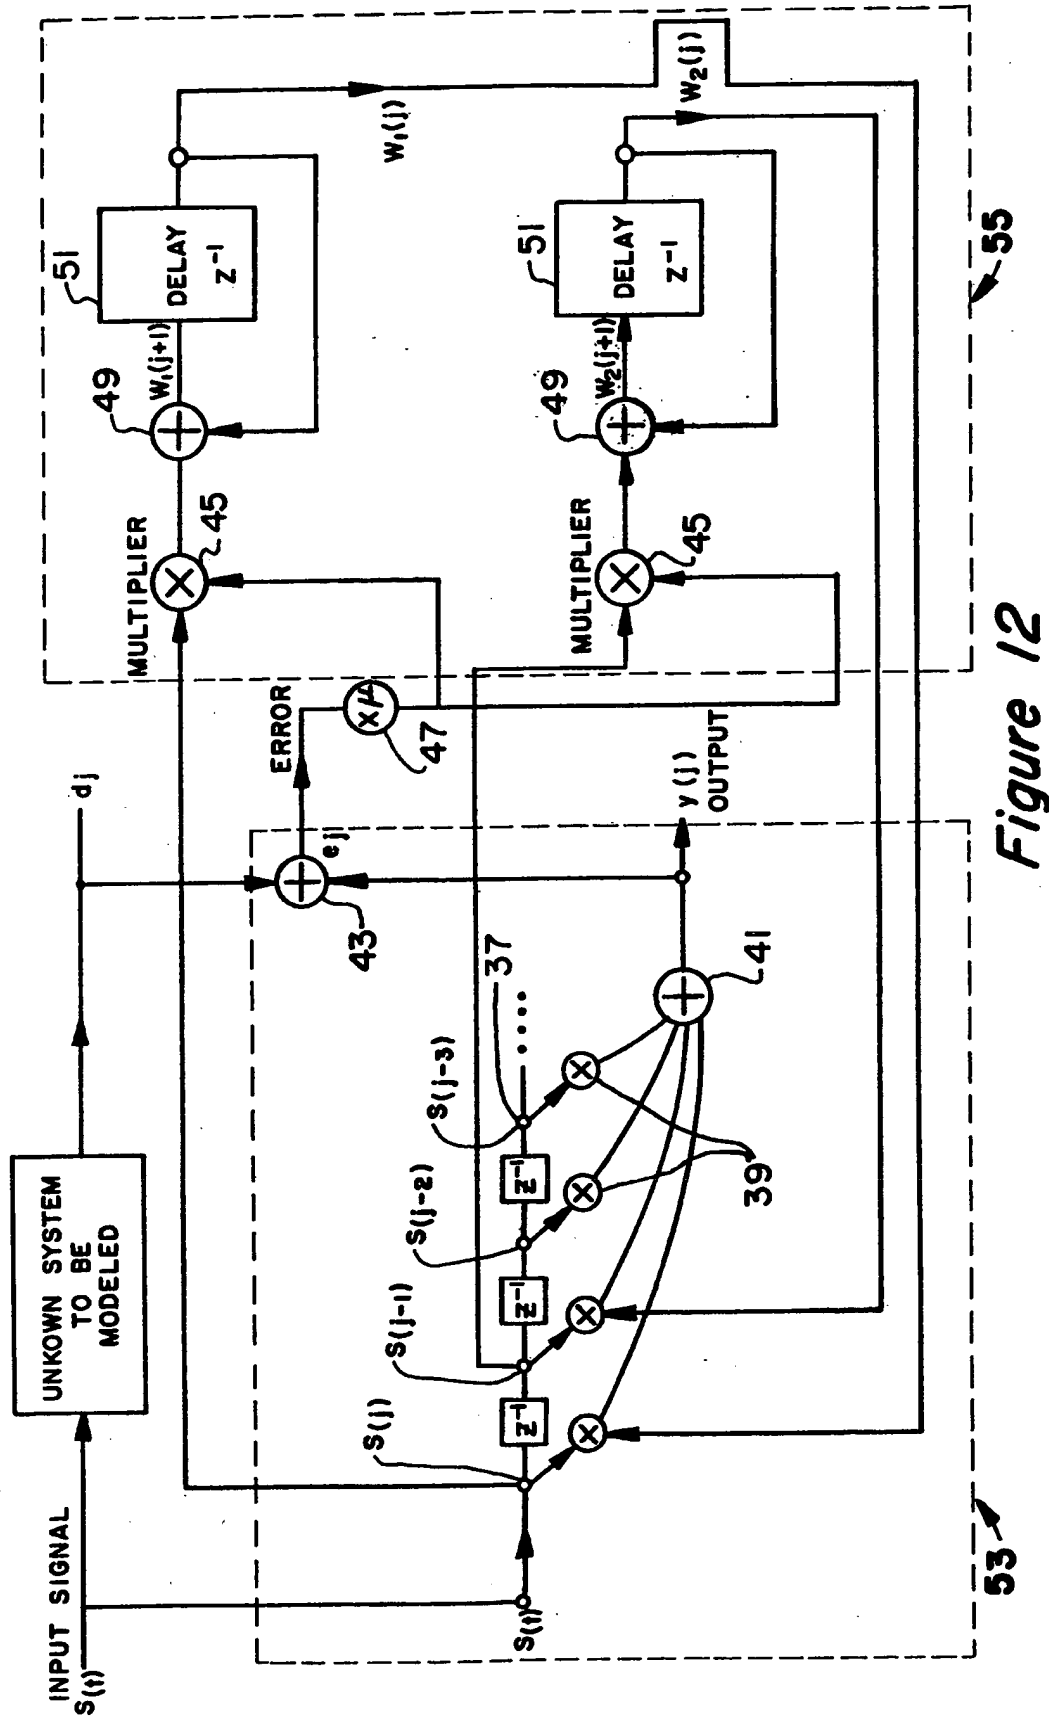 INPUT SIGNAL
S(t)
UNKOWN SYSTEM
TO BE
MODELED
dj
S(t)
S(j)
S(j-1)
S(j-2)
S(j-3)
37
Z⁻¹
Z⁻¹
Z⁻¹
39
41
43
ej
ERROR
xμ
47
y(j)
OUTPUT
53
MULTIPLIER
45
49
W₁(j+1)
51
DELAY
Z⁻¹
W₁(j)
MULTIPLIER
45
49
W₂(j+1)
51
DELAY
Z⁻¹
W₂(j)
55
Figure 12